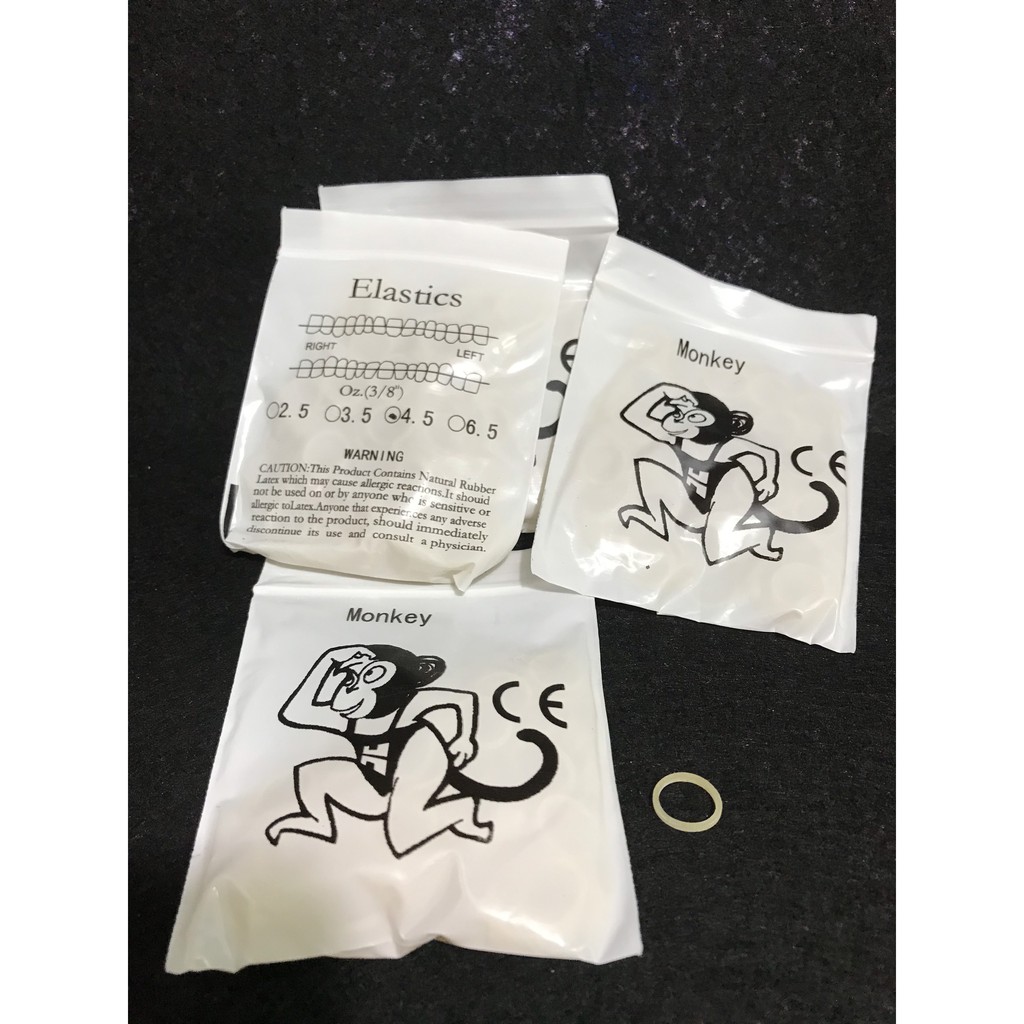 Elastics
RIGHT
LEFT
Oz.(3/8")
2.5 3.5 4.5 6.5
WARNING
CAUTION:This Product Contains Natural Rubber
Latex which may cause allergic reactions.It should
not be used on or by anyone who is sensitive or
allergic toLatex.Anyone that experiences any adverse
reaction to the product, should immediately
discontinue its use and consult a physician.
Monkey
CE
Monkey
CE